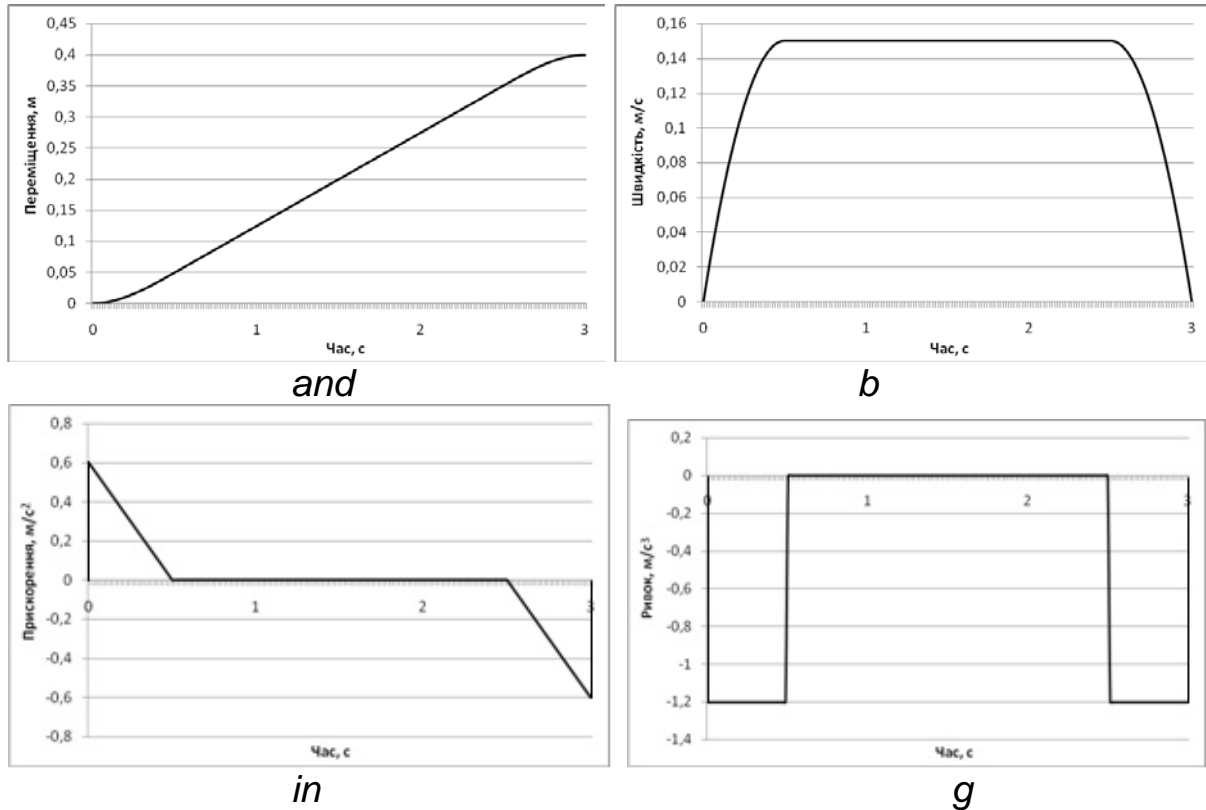 0,45
0,4
0,35
0,3
0,25
0,2
0,15
0,1
0,05
0
0 1 2 3
Переміщення, м
Час, с
and
0,16
0,14
0,12
0,1
0,08
0,06
0,04
0,02
0
0 1 2 3
Швидкість, м/с
Час, с
b
0,8
0,6
0,4
0,2
0
-0,2
-0,4
-0,6
-0,8
0 1 2 3
Прискорення, м/с²
Час, с
in
0,2
0
-0,2
-0,4
-0,6
-0,8
-1
-1,2
-1,4
0 1 2 3
Ривок, м/с³
Час, с
g